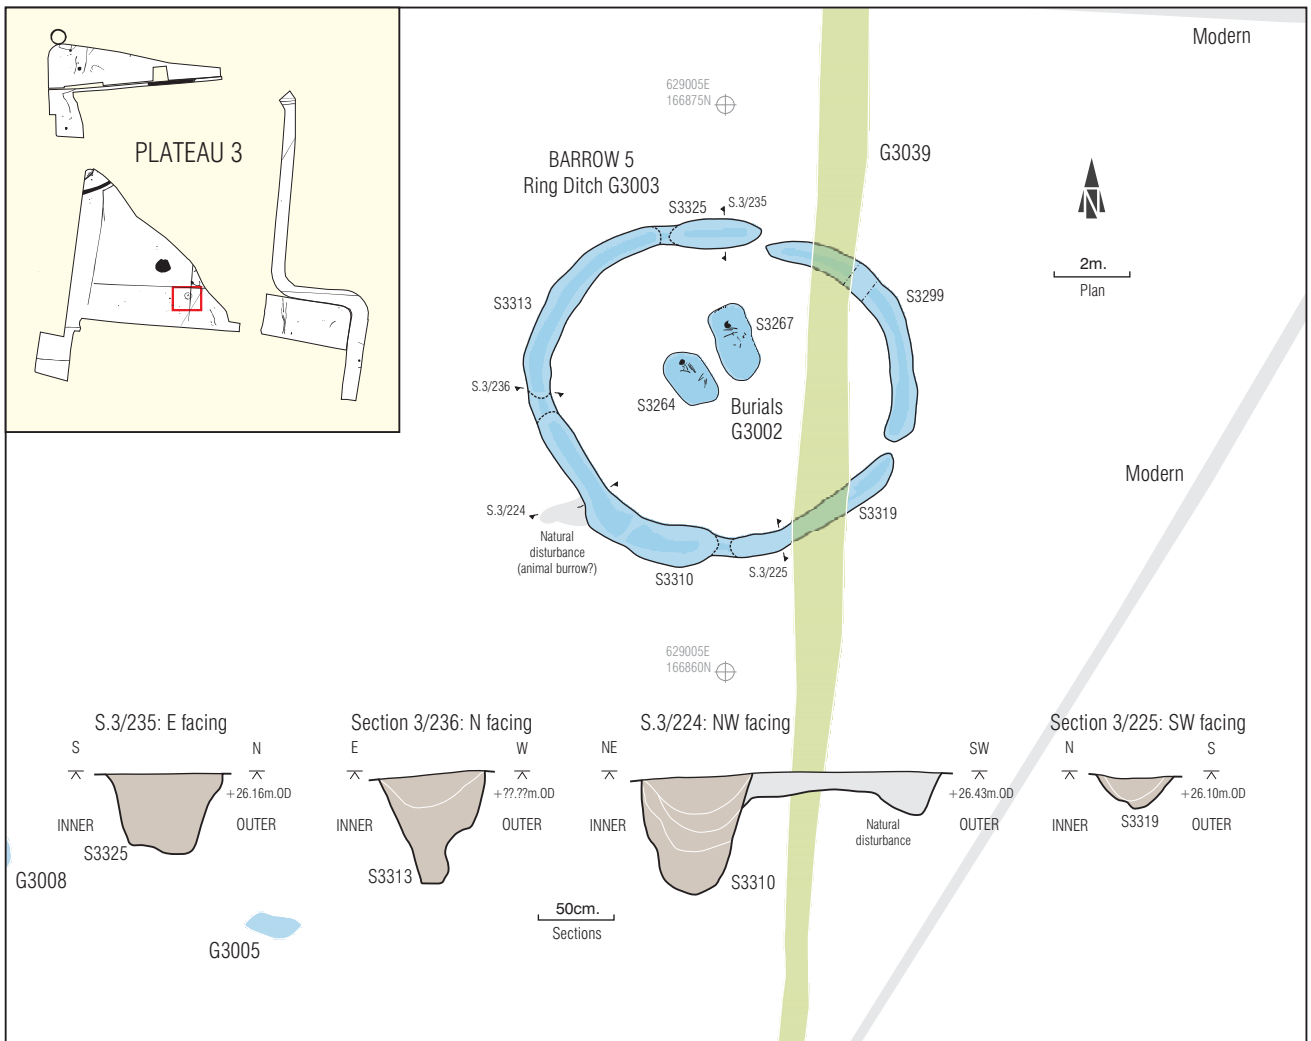 PLATEAU 3
Modern
629005E
166875N
G3039
BARROW 5
Ring Ditch G3003
S3325
S.3/235
N
2m.
Plan
S3313
S3299
S3267
S.3/236
S3264
Burials
G3002
Modern
S.3/224
S3319
Natural
disturbance
(animal burrow?)
S3310
S.3/225
629005E
166860N
S.3/235: E facing
S
N
+26.16m.OD
INNER
OUTER
S3325
Section 3/236: N facing
E
W
+??.??m.OD
INNER
OUTER
S3313
S.3/224: NW facing
NE
SW
+26.43m.OD
INNER
Natural
disturbance
OUTER
S3310
Section 3/225: SW facing
N
S
+26.10m.OD
INNER
S3319
OUTER
G3008
50cm.
Sections
G3005